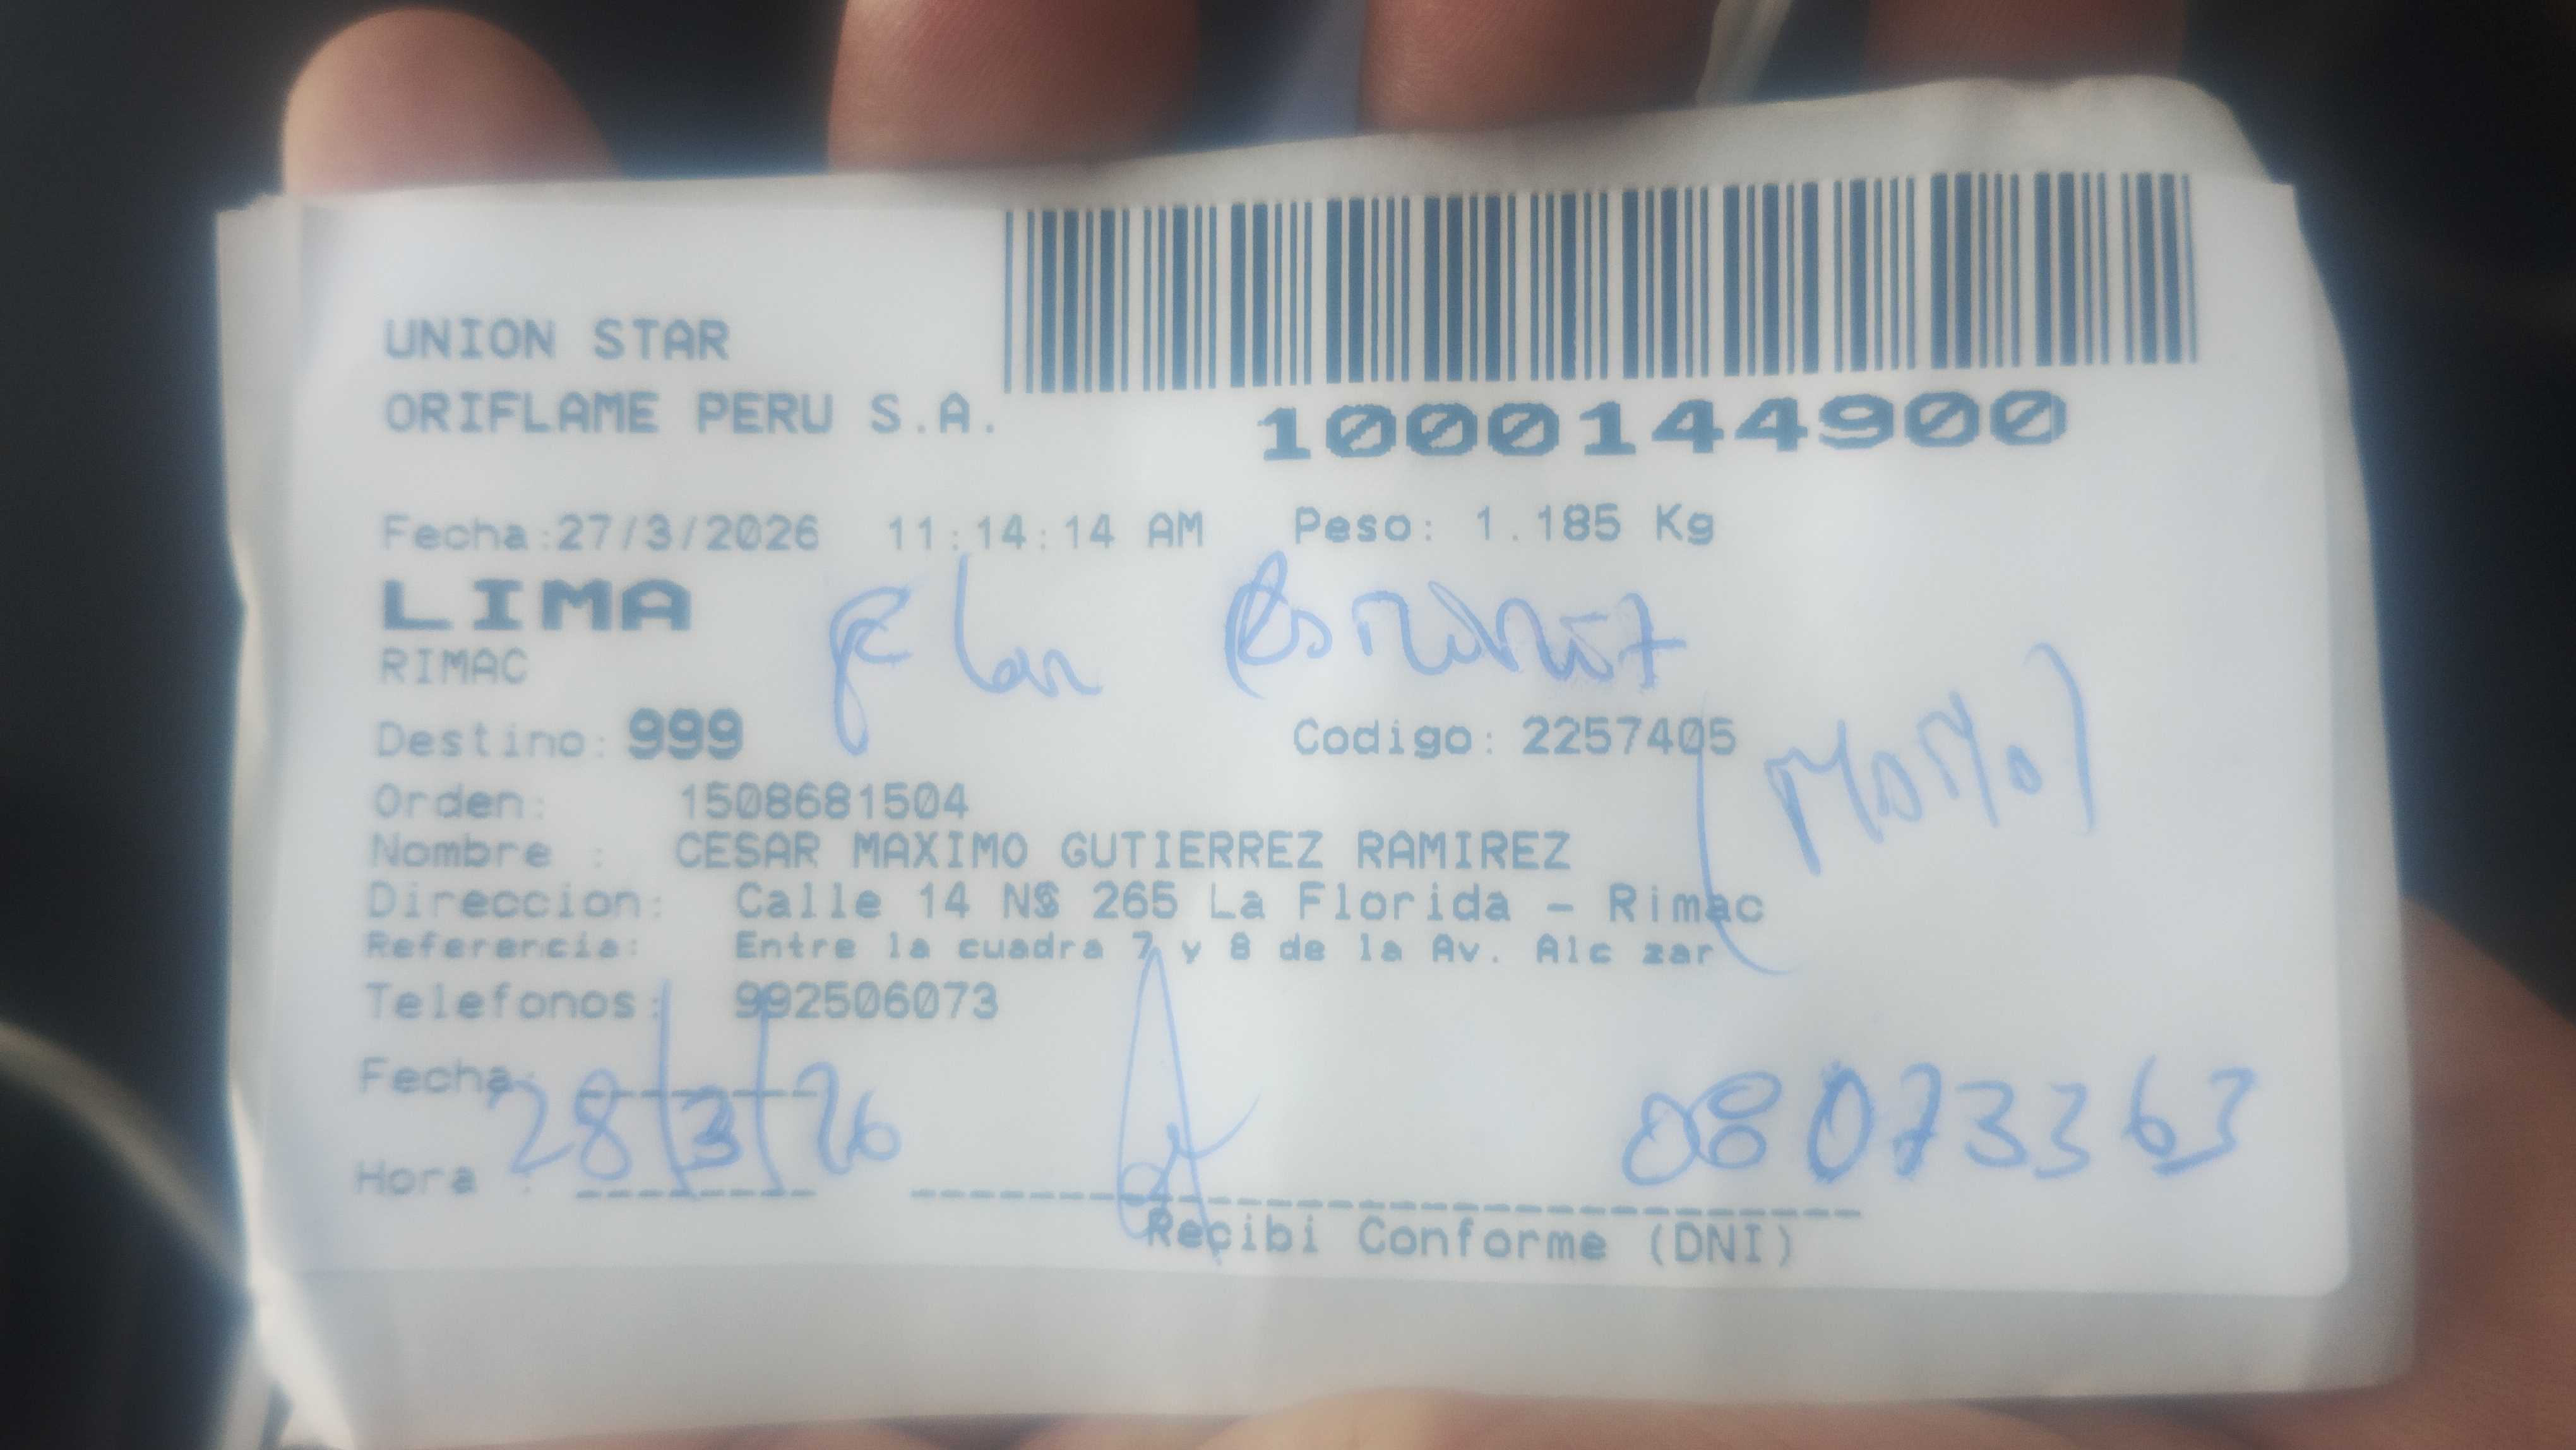 UNION STAR
ORIFLAME PERU S.A.
1000144900
Fecha:27/3/2026 11:14:14 AM Peso: 1.185 Kg
LIMA
RIMAC
Destino: 999 Codigo: 2257405
Orden: 1508681504
Nombre : CESAR MAXIMO GUTIERREZ RAMIREZ
Direccion: Calle 14 N$ 265 La Florida - Rimac
Referencia: Entre la cuadra 7 y 8 de la Av. Alc zar
Telefonos: 992506073
Fecha: 28/3/26
08073363
Hora :
Recibi Conforme (DNI)